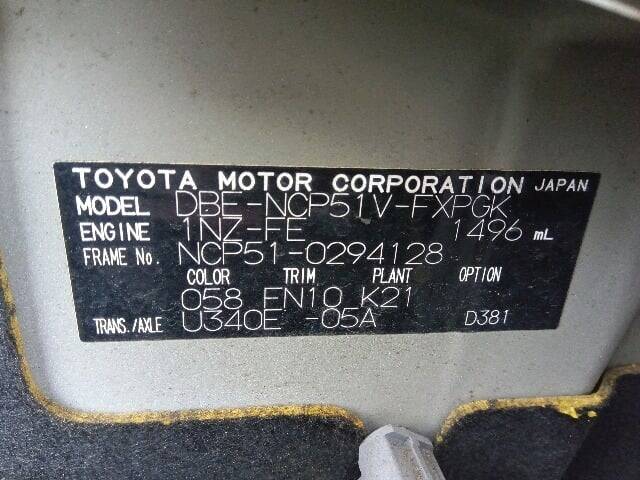 TOYOTA MOTOR CORPORATION JAPAN
MODEL DBE-NCP51V-FXPGK
ENGINE 1NZ-FE 1496 mL
FRAME No. NCP51-0294128
COLOR TRIM PLANT OPTION
058 FN10 K21
TRANS./AXLE U340E -05A D381